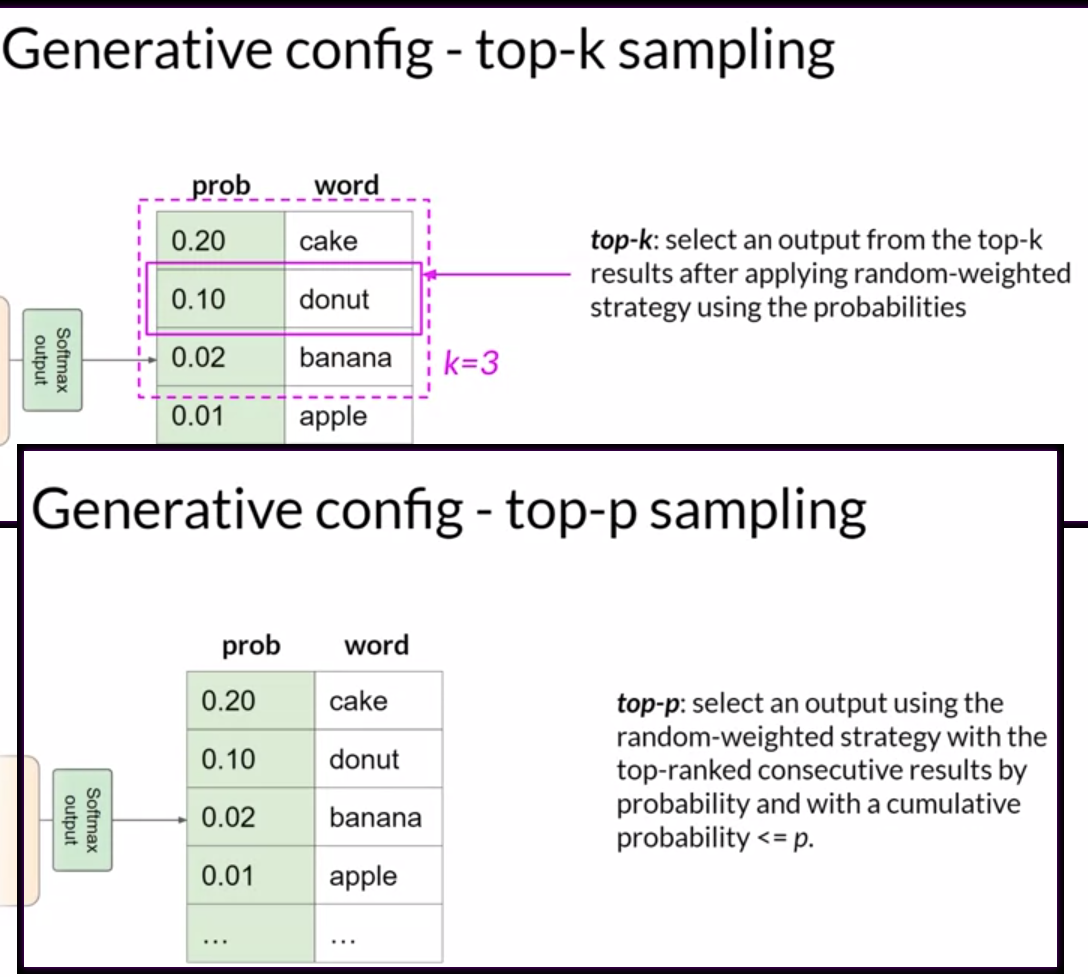 Generative config - top-k sampling
prob word
0.20 cake
0.10 donut
0.02 banana
0.01 apple
Softmax
output
k=3
top-k: select an output from the top-k
results after applying random-weighted
strategy using the probabilities
Generative config - top-p sampling
prob word
0.20 cake
0.10 donut
0.02 banana
0.01 apple
... ...
Softmax
output
top-p: select an output using the
random-weighted strategy with the
top-ranked consecutive results by
probability and with a cumulative
probability <= p.